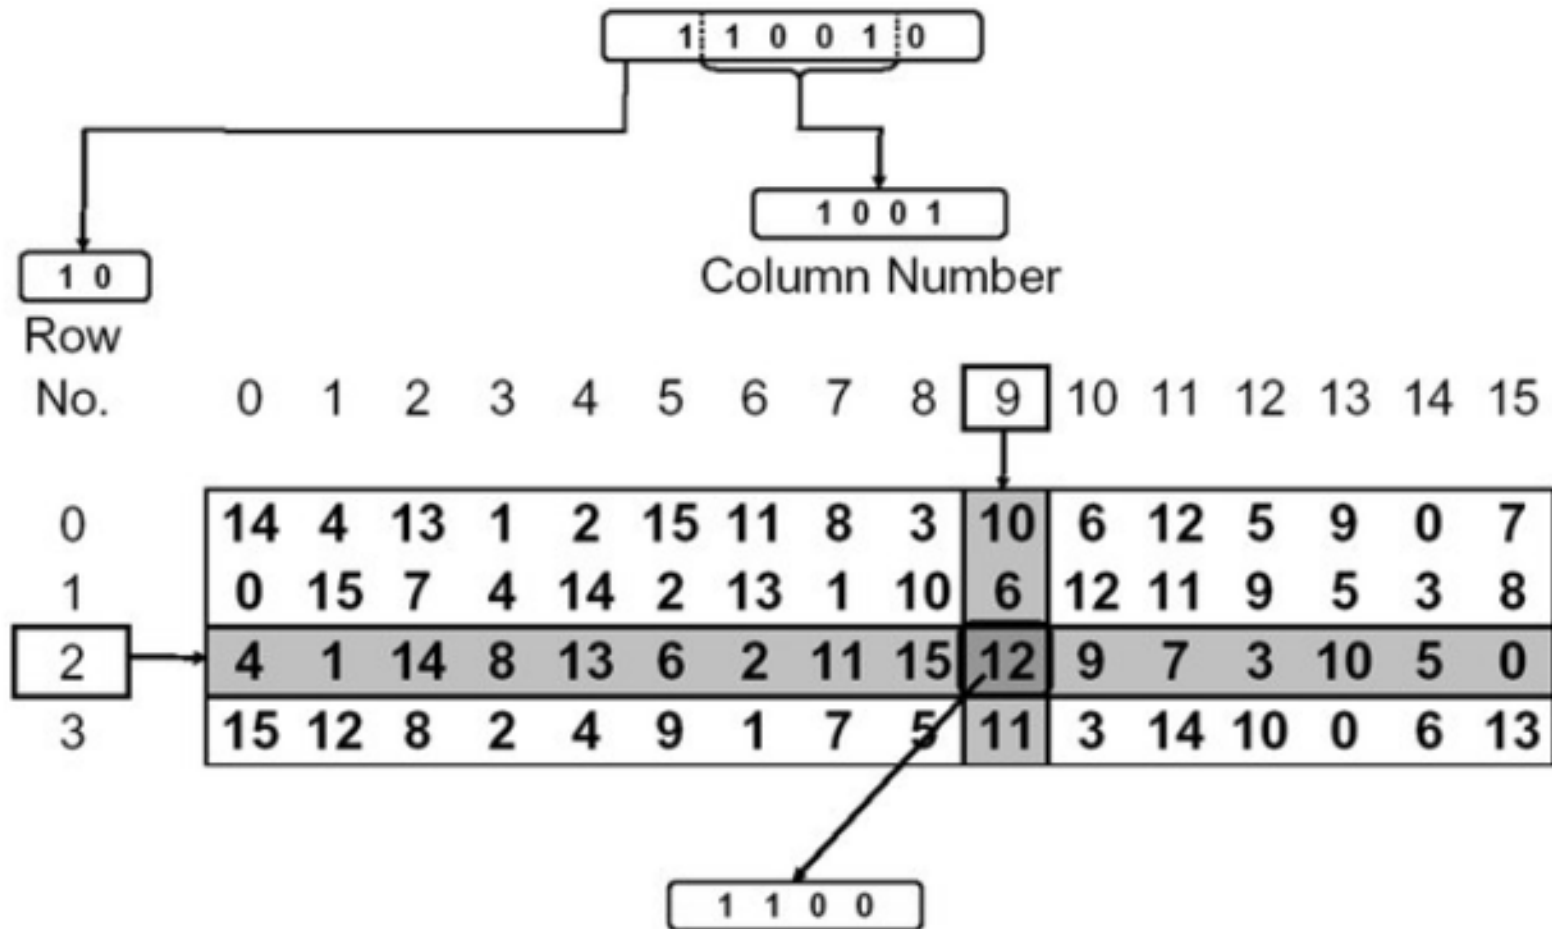 1 1 0 0 1 0
1 0 0 1
1 0
Column Number
Row
No. 0 1 2 3 4 5 6 7 8 9 10 11 12 13 14 15
0 14 4 13 1 2 15 11 8 3 10 6 12 5 9 0 7
1 0 15 7 4 14 2 13 1 10 6 12 11 9 5 3 8
2 4 1 14 8 13 6 2 11 15 12 9 7 3 10 5 0
3 15 12 8 2 4 9 1 7 5 11 3 14 10 0 6 13
1 1 0 0